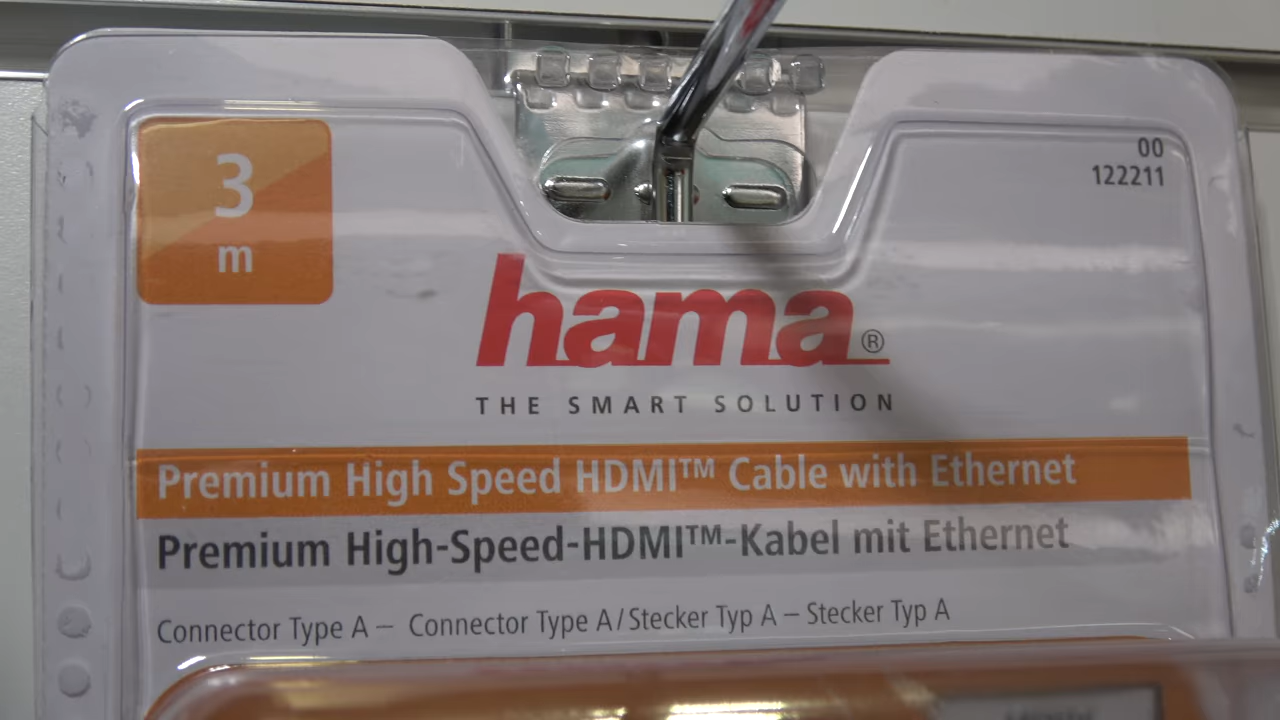 3
m
00
122211
hama®
THE SMART SOLUTION
Premium High Speed HDMI™ Cable with Ethernet
Premium High-Speed-HDMI™-Kabel mit Ethernet
Connector Type A – Connector Type A/Stecker Typ A – Stecker Typ A